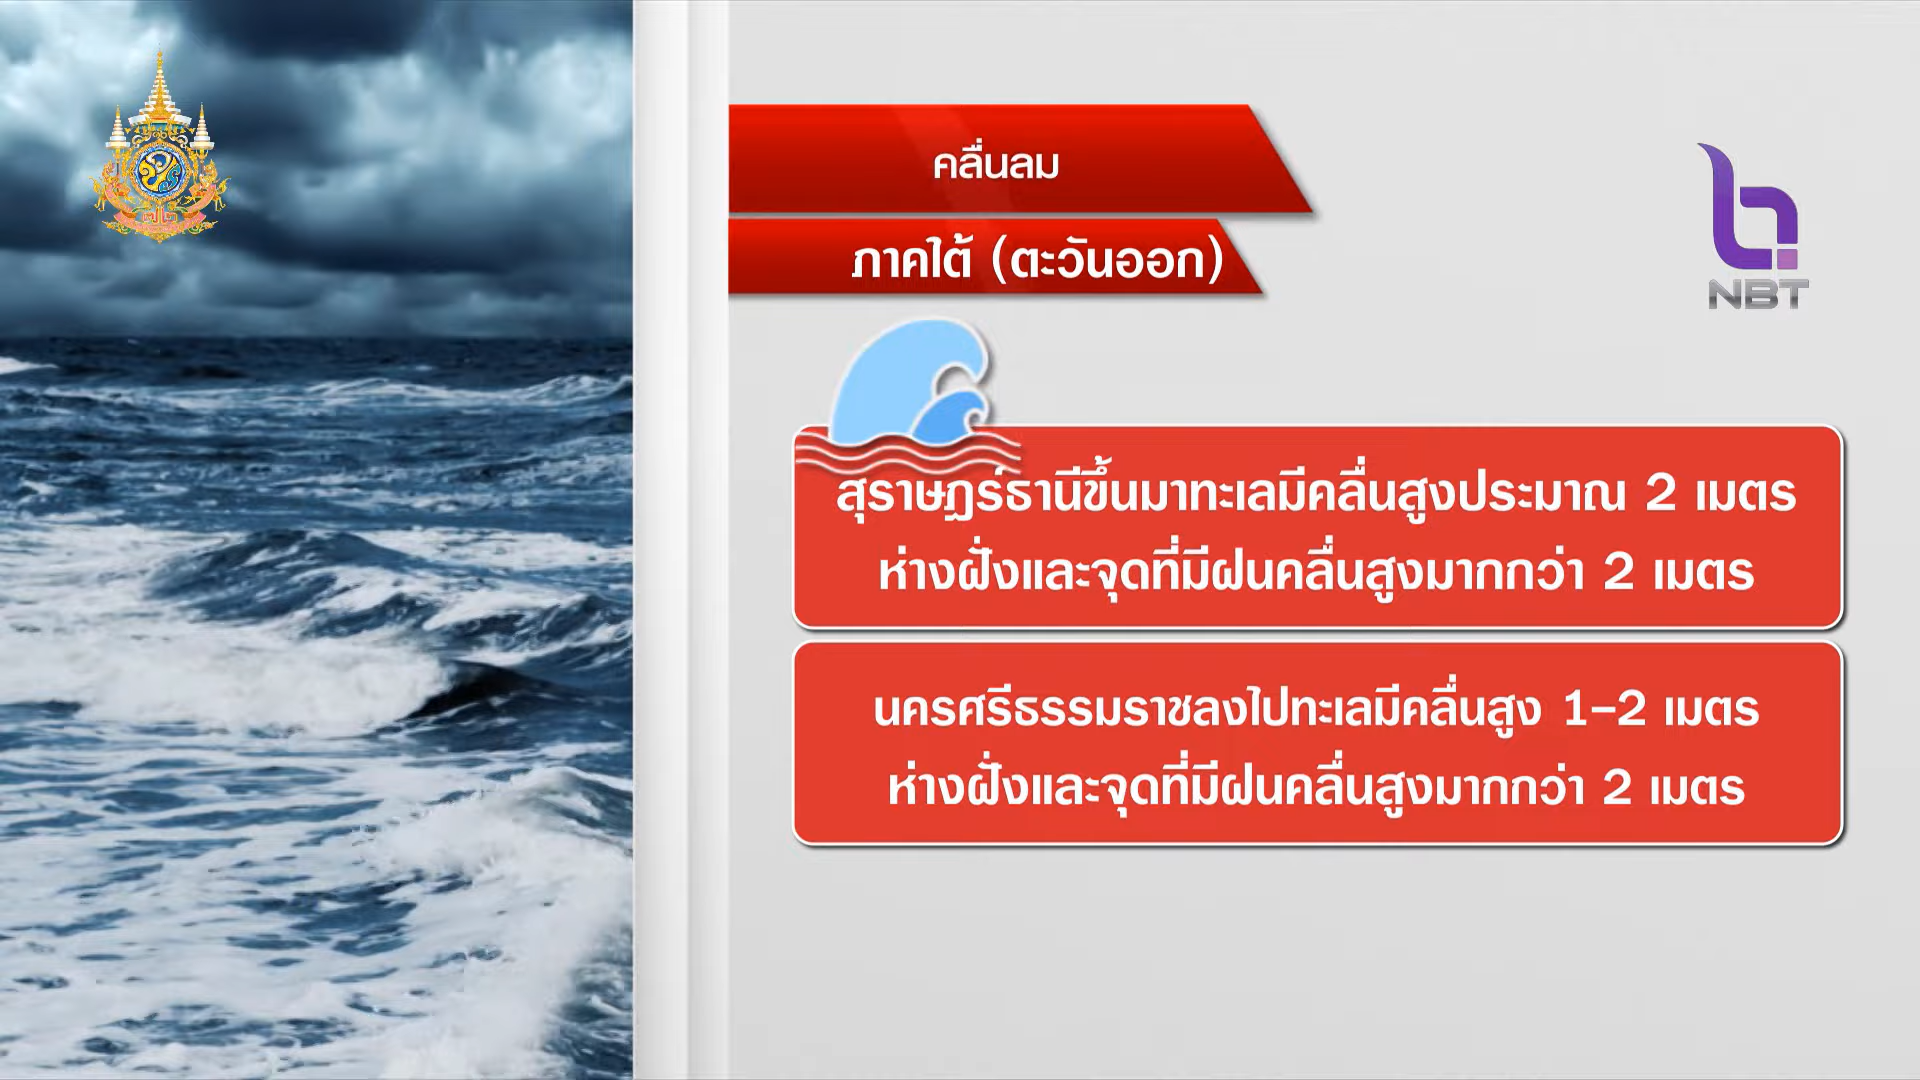 คลื่นลม
ภาคใต้ (ตะวันออก)
NBT
สุราษฎร์ธานีขึ้นมาทะเลมีคลื่นสูงประมาณ 2 เมตร
ห่างฝั่งและจุดที่มีฝนคลื่นสูงมากกว่า 2 เมตร
นครศรีธรรมราชลงไปทะเลมีคลื่นสูง 1-2 เมตร
ห่างฝั่งและจุดที่มีฝนคลื่นสูงมากกว่า 2 เมตร